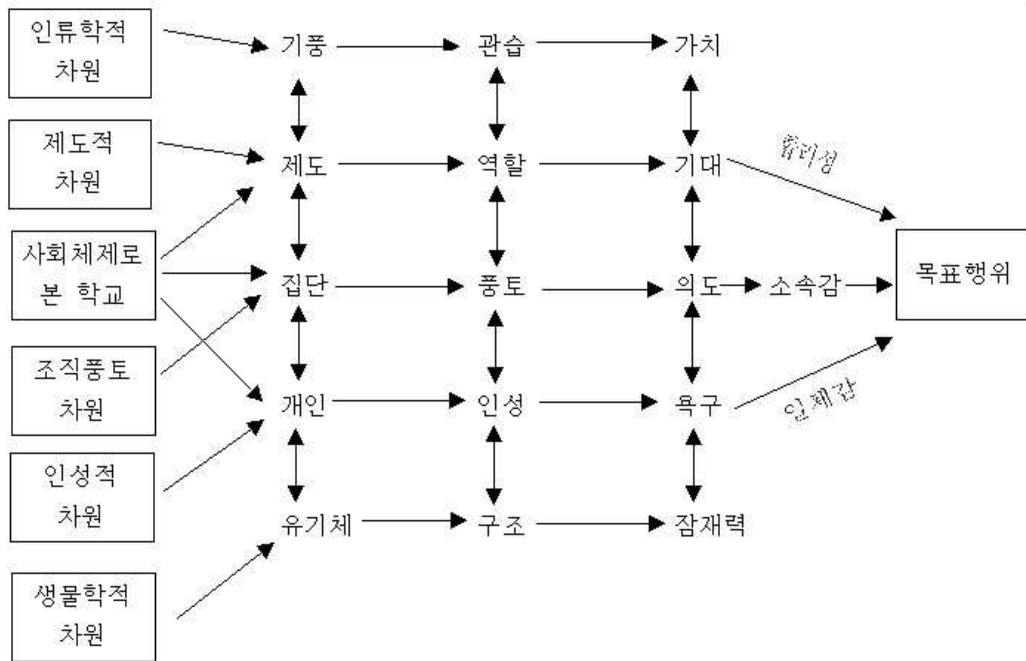 인류학적
차원
기풍
관습
가치
제도적
차원
제도
역할
기대
합리성
사회체제로
본 학교
집단
풍토
의도
소속감
목표행위
조직풍토
차원
개인
인성
욕구
일체감
인성적
차원
유기체
구조
잠재력
생물학적
차원